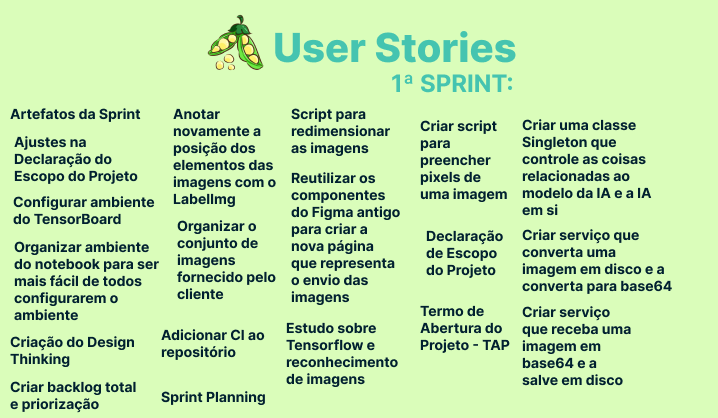 User Stories
1ª SPRINT:
Artefatos da Sprint
Ajustes na
Declaração do
Escopo do Projeto
Configurar ambiente
do TensorBoard
Organizar ambiente
do notebook para ser
mais fácil de todos
configurarem o
ambiente
Criação do Design
Thinking
Criar backlog total
e priorização
Anotar
novamente a
posição dos
elementos das
imagens com o
LabelImg
Organizar o
conjunto de
imagens
fornecido pelo
cliente
Adicionar CI ao
repositório
Sprint Planning
Script para
redimensionar
as imagens
Reutilizar os
componentes
do Figma antigo
para criar a
nova página
que representa
o envio das
imagens
Estudo sobre
Tensorflow e
reconhecimento
de imagens
Criar script
para
preencher
pixels de
uma imagem
Declaração
de Escopo
do Projeto
Termo de
Abertura do
Projeto - TAP
Criar uma classe
Singleton que
controle as coisas
relacionadas ao
modelo da IA e a IA
em si
Criar serviço que
converta uma
imagem em disco e a
converta para base64
Criar serviço
que receba uma
imagem em
base64 e a
salve em disco